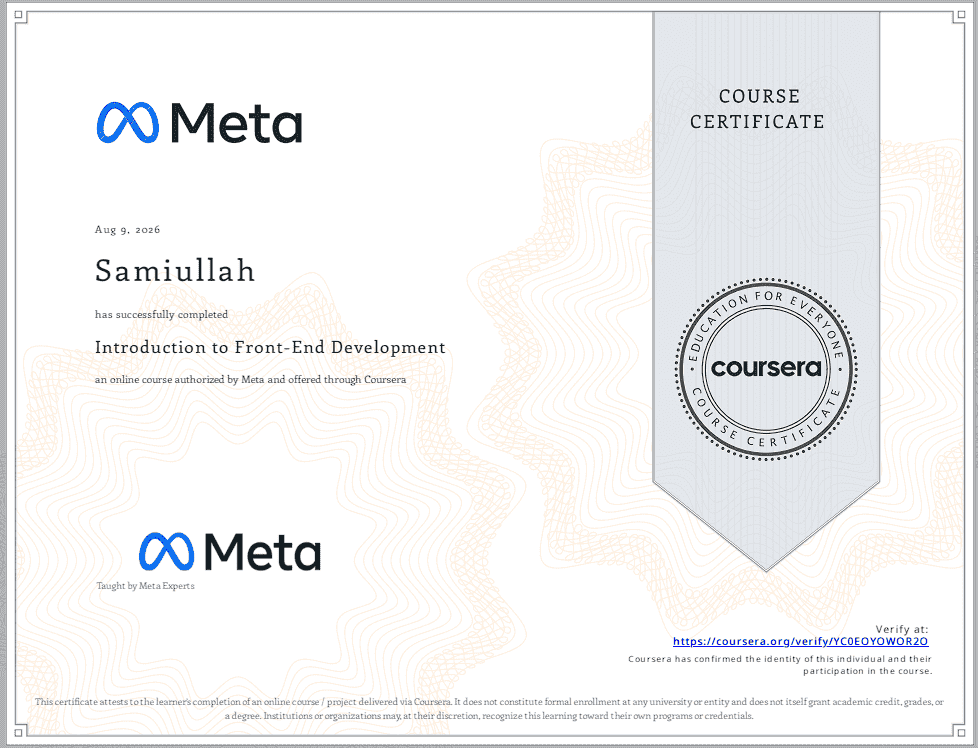 Meta
COURSE
CERTIFICATE
Aug 9, 2026
Samiullah
has successfully completed
Introduction to Front-End Development
an online course authorized by Meta and offered through Coursera
EDUCATION FOR EVERYONE
coursera
COURSE CERTIFICATE
Meta
Taught by Meta Experts
Verify at:
https://coursera.org/verify/YC0EOYOWOR2O
Coursera has confirmed the identity of this individual and their
participation in the course.
This certificate attests to the learner's completion of an online course / project delivered via Coursera. It does not constitute formal enrollment at any university or entity and does not itself grant academic credit, grades, or
a degree. Institutions or organizations may, at their discretion, recognize this learning toward their own programs or credentials.